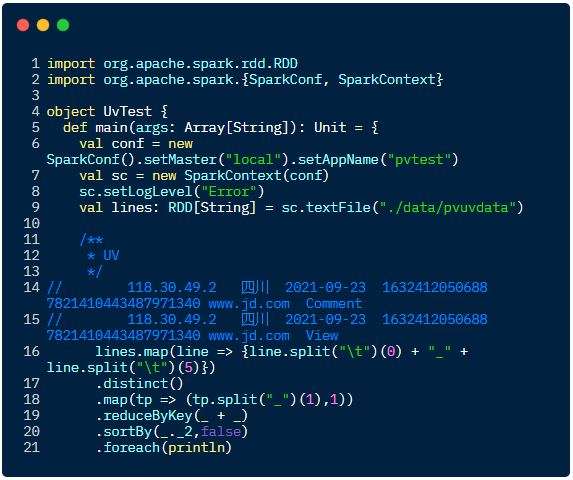 1 import org.apache.spark.rdd.RDD
2 import org.apache.spark.{SparkConf, SparkContext}
3
4 object UvTest {
5   def main(args: Array[String]): Unit = {
6     val conf = new
SparkConf().setMaster("local").setAppName("pvtest")
7     val sc = new SparkContext(conf)
8     sc.setLogLevel("Error")
9     val lines: RDD[String] = sc.textFile("./data/pvuvdata")
10
11     /**
12      * UV
13      */
14 //        118.30.49.2   四川  2021-09-23  1632412050688
7821410443487971340 www.jd.com  Comment
15 //        118.30.49.2   四川  2021-09-23  1632412050688
7821410443487971340 www.jd.com  View
16       lines.map(line => {line.split("\t")(0) + "_" +
line.split("\t")(5)})
17       .distinct()
18       .map(tp => (tp.split("_")(1),1))
19       .reduceByKey(_ + _)
20       .sortBy(_._2,false)
21       .foreach(println)